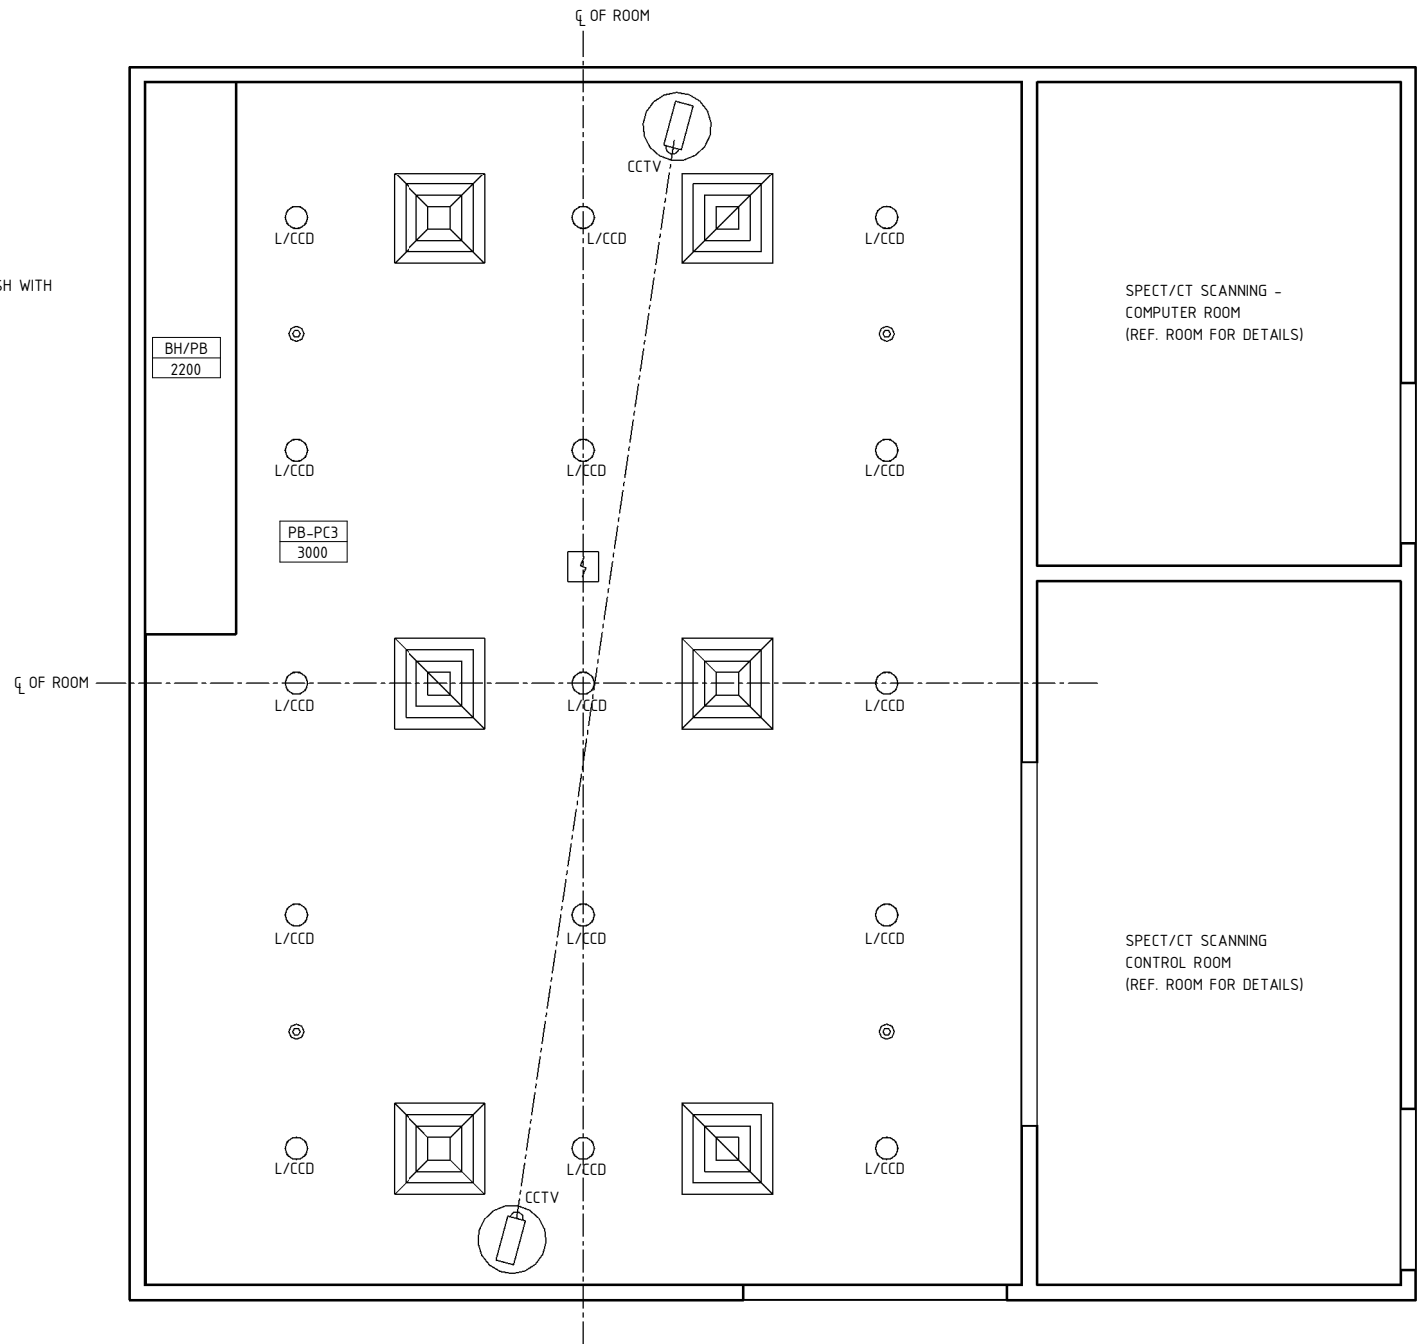 ℄ OF ROOM
CCTV
L/CCD
L/CCD
L/CCD
SH WITH
SPECT/CT SCANNING -
COMPUTER ROOM
(REF. ROOM FOR DETAILS)
BH/PB
2200
L/CCD
L/CCD
L/CCD
PB-PC3
3000
℄ OF ROOM
L/CCD
L/CCD
L/CCD
L/CCD
L/CCD
L/CCD
SPECT/CT SCANNING
CONTROL ROOM
(REF. ROOM FOR DETAILS)
L/CCD
L/CCD
L/CCD
CCTV